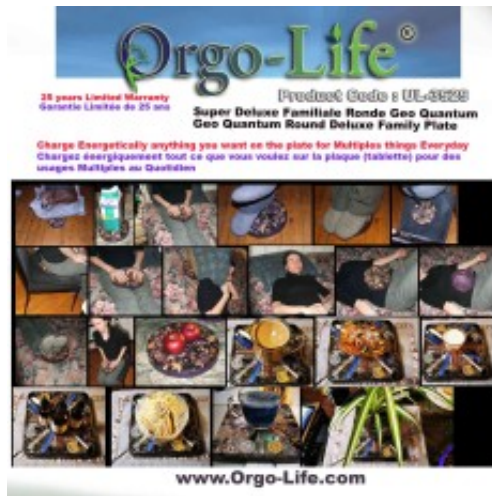 Orgo-Life®
Product Code : UL-3529
25 years Limited Warranty
Garantie Limitée de 25 ans
Super Deluxe Familiale Ronde Geo Quantum
Geo Quantum Round Deluxe Family Plate
Charge Energetically anything you want on the plate for Multiples things Everyday
Chargez énergiquement tout ce que vous voulez sur la plaque (tablette) pour des
usages Multiples au Quotidien
www.Orgo-Life.com